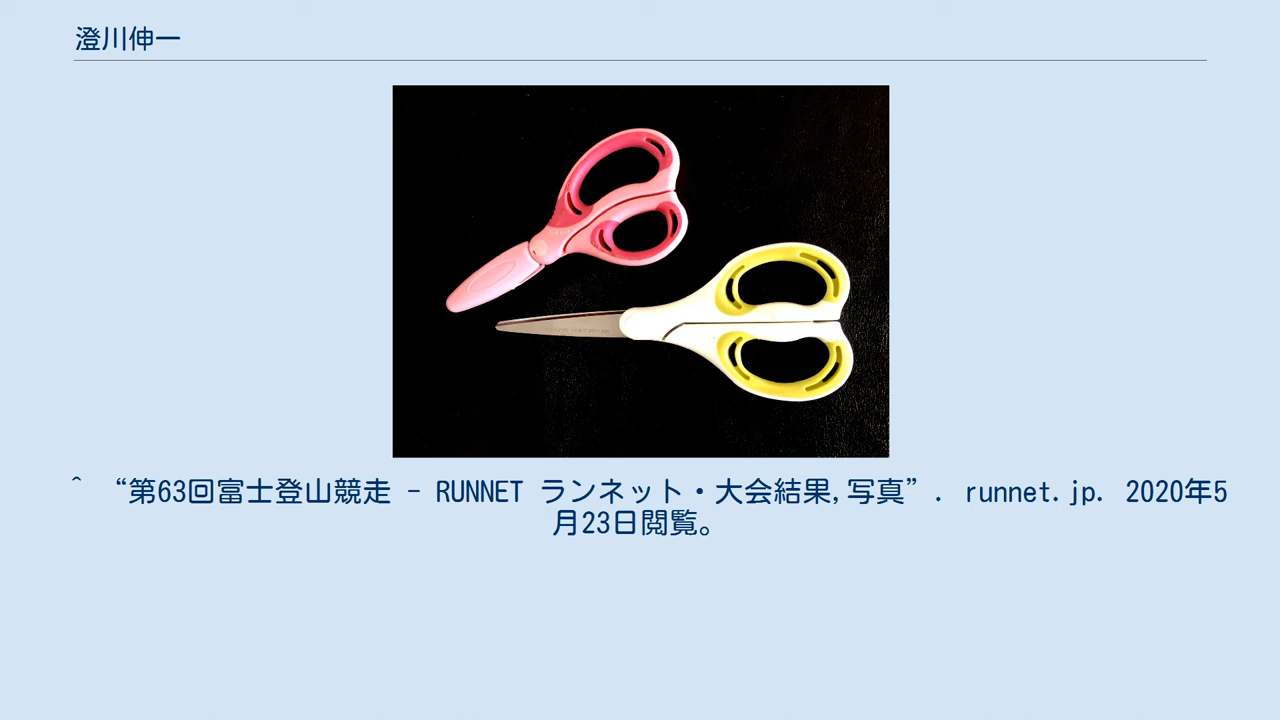 澄川伸一
^ “第63回富士登山競走 - RUNNET ランネット・大会結果,写真”. runnet.jp. 2020年5
月23日閲覧。